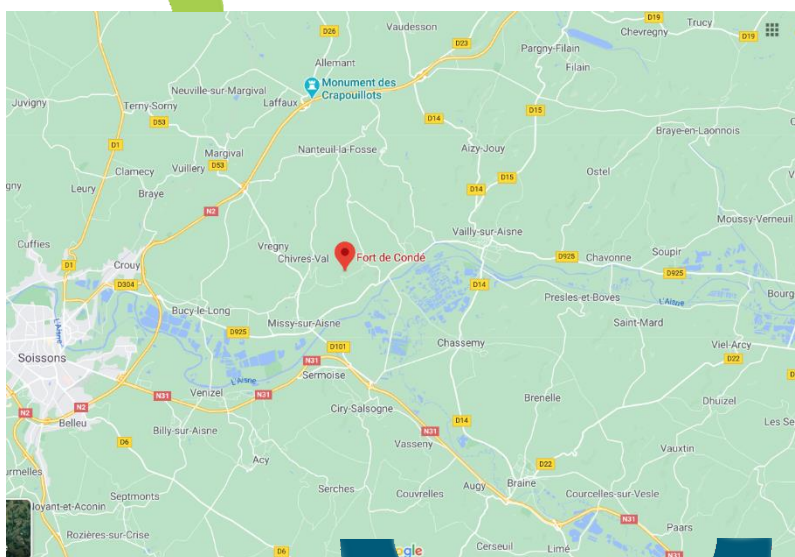 D26
Vaudesson
D19
Trucy
Chevregny
D19
D23
Pargny-Filain
Allemant
Filain
Monument des
Crapouillots
Neuville-sur-Margival
Laffaux
Juvigny
Terny-Sorny
D53
D15
D14
Braye-en-Laonnois
D1
Margival
Nanteuil-la-Fosse
Aizy-Jouy
Clamecy
Vuillery
D53
Ostel
D15
Leury
Braye
D14
N2
Moussy-Verneuil
Vailly-sur-Aisne
Cuffies
Vregny
Chivres-Val
Fort de Condé
D925
Chavonne
Soupir
D925
D1
Crouy
D304
D14
Presles-et-Boves
L'Aisne
Bourg
Bucy-le-Long
Missy-sur-Aisne
D925
Saint-Mard
L'Aisne
Soissons
D101
Chassemy
Viel-Arcy
D22
N31
Sermoise
L'Aisne
Venizel
N31
N31
Ciry-Salsogne
Brenelle
Dhuizel
N2
N2
Belleu
Billy-sur-Aisne
D14
Les Se
D6
N31
Vasseny
Vauxtin
Acy
D22
Serches
Couvrelles
Augy
Braine
Courcelles-sur-Vesle
Septmonts
N31
Paars
Rozières-sur-Crise
D6
Cerseuil
Limé
N31